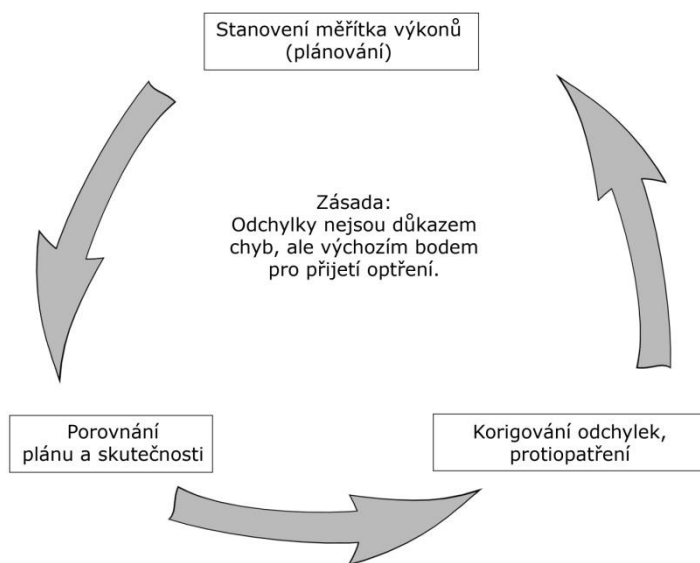 Stanovení měřítka výkonů
(plánování)
Zásada:
Odchylky nejsou důkazem
chyb, ale výchozím bodem
pro přijetí optření.
Porovnání
plánu a skutečnosti
Korigování odchylek,
protiopatření